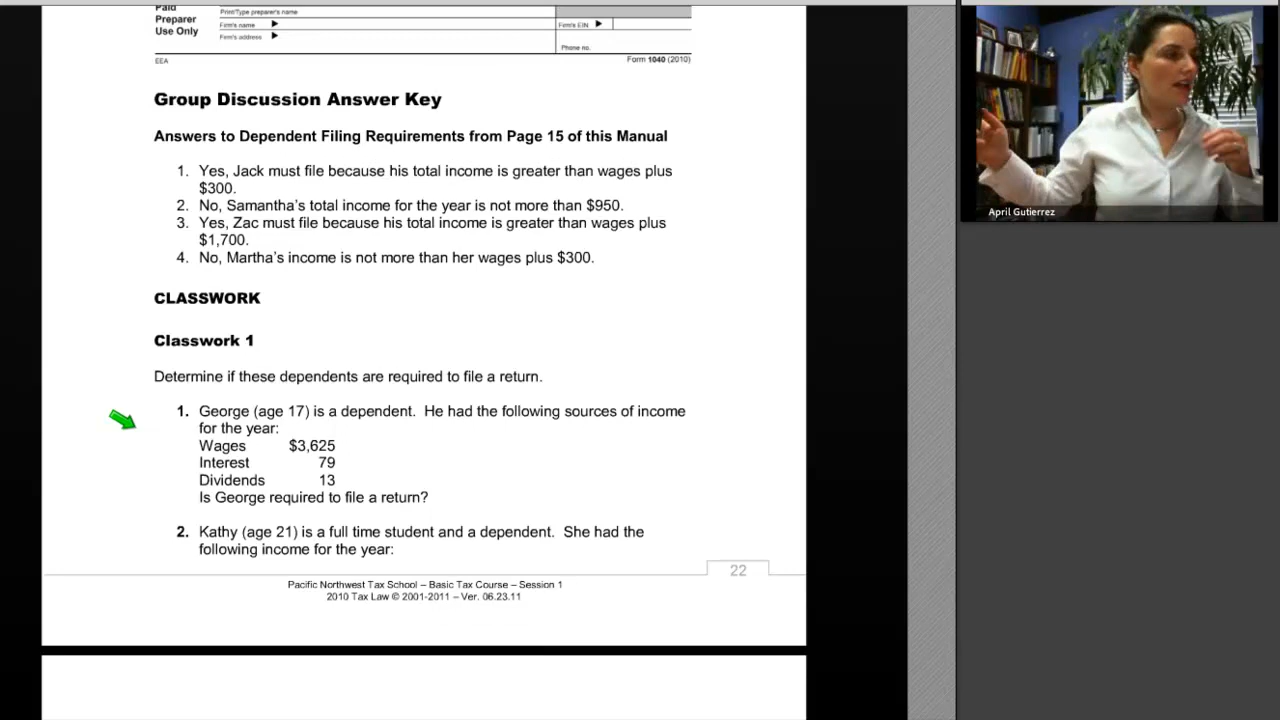 Paid
Preparer
Use Only
Print/Type preparer's name
Firm's name ▶
Firm's EIN ▶
Firm's address ▶
Phone no.
EEA
Form 1040 (2010)
Group Discussion Answer Key
Answers to Dependent Filing Requirements from Page 15 of this Manual
1. Yes, Jack must file because his total income is greater than wages plus
$300.
2. No, Samantha's total income for the year is not more than $950.
3. Yes, Zac must file because his total income is greater than wages plus
$1,700.
4. No, Martha's income is not more than her wages plus $300.
CLASSWORK
Classwork 1
Determine if these dependents are required to file a return.
1. George (age 17) is a dependent. He had the following sources of income
for the year:
Wages $3,625
Interest 79
Dividends 13
Is George required to file a return?
2. Kathy (age 21) is a full time student and a dependent. She had the
following income for the year:
22
Pacific Northwest Tax School – Basic Tax Course – Session 1
2010 Tax Law © 2001-2011 – Ver. 06.23.11
April Gutierrez